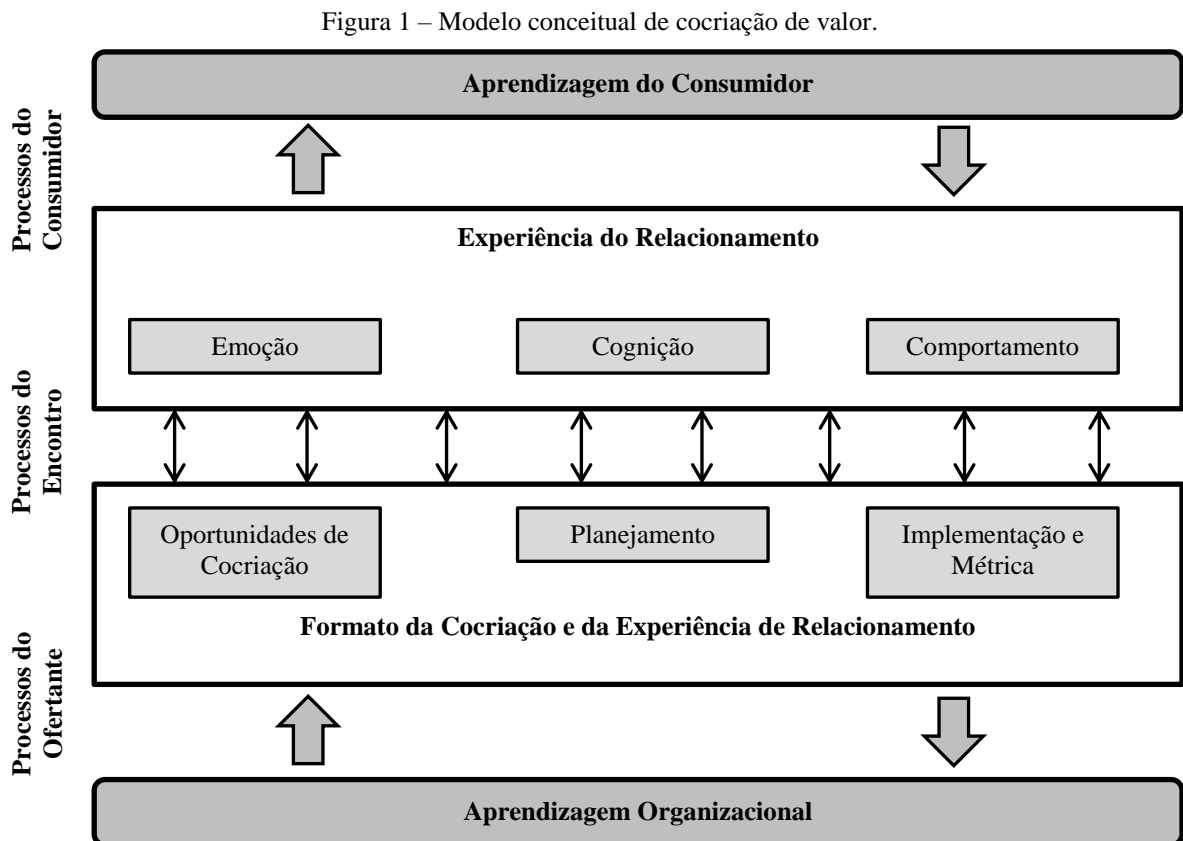 Figura 1 – Modelo conceitual de cocriação de valor.
Processos do
Consumidor
Aprendizagem do Consumidor
Experiência do Relacionamento
Emoção
Cognição
Comportamento
Processos do
Encontro
Oportunidades de
Cocriação
Planejamento
Implementação e
Métrica
Formato da Cocriação e da Experiência de Relacionamento
Processos do
Ofertante
Aprendizagem Organizacional